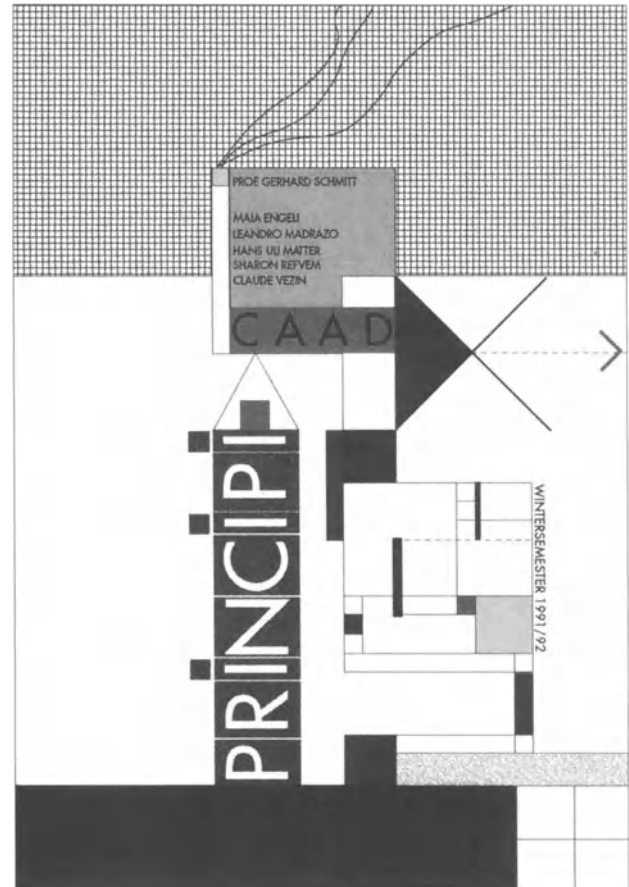 PROF. GERHARD SCHMITT
MAIA ENGELI
LEANDRO MADRAZO
HANS ULI MATTER
SHARON REFVEM
CLAUDE VEZIN
CAAD
PRINCIPI
WINTERSEMESTER 1991/92